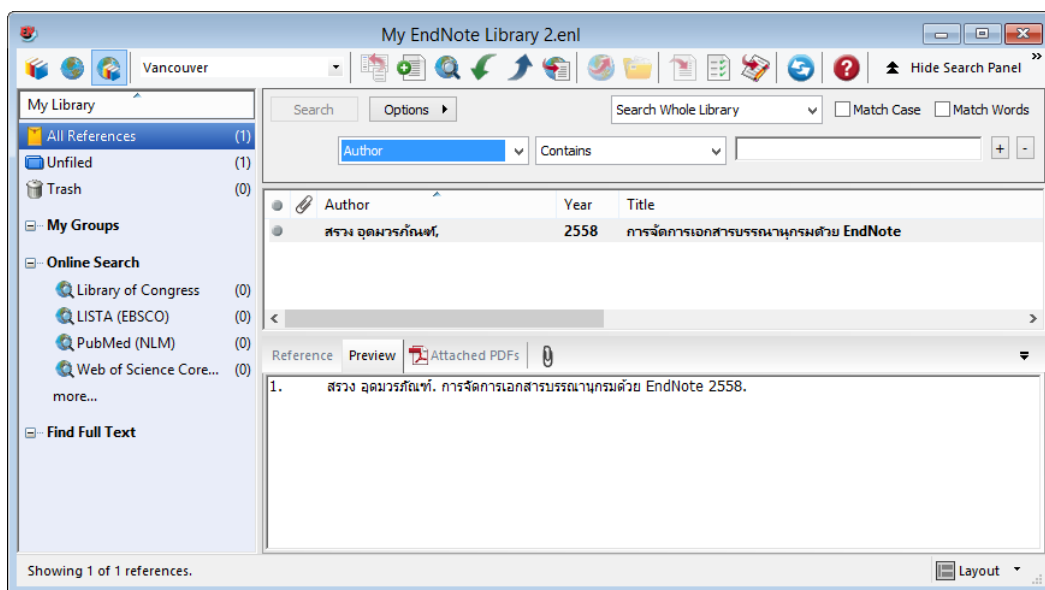 My EndNote Library 2.enl
Vancouver
Hide Search Panel
My Library
Search Options Search Whole Library Match Case Match Words
All References (1)
Author Contains + -
Unfiled (1)
Trash (0)
Author Year Title
My Groups
สรวง อุดมวรภัณฑ์, 2558 การจัดการเอกสารบรรณานุกรมด้วย EndNote
Online Search
Library of Congress (0)
LISTA (EBSCO) (0)
PubMed (NLM) (0)
Web of Science Core... (0)
more...
Find Full Text
Reference Preview Attached PDFs
1. สรวง อุดมวรภัณฑ์. การจัดการเอกสารบรรณานุกรมด้วย EndNote 2558.
Showing 1 of 1 references.
Layout